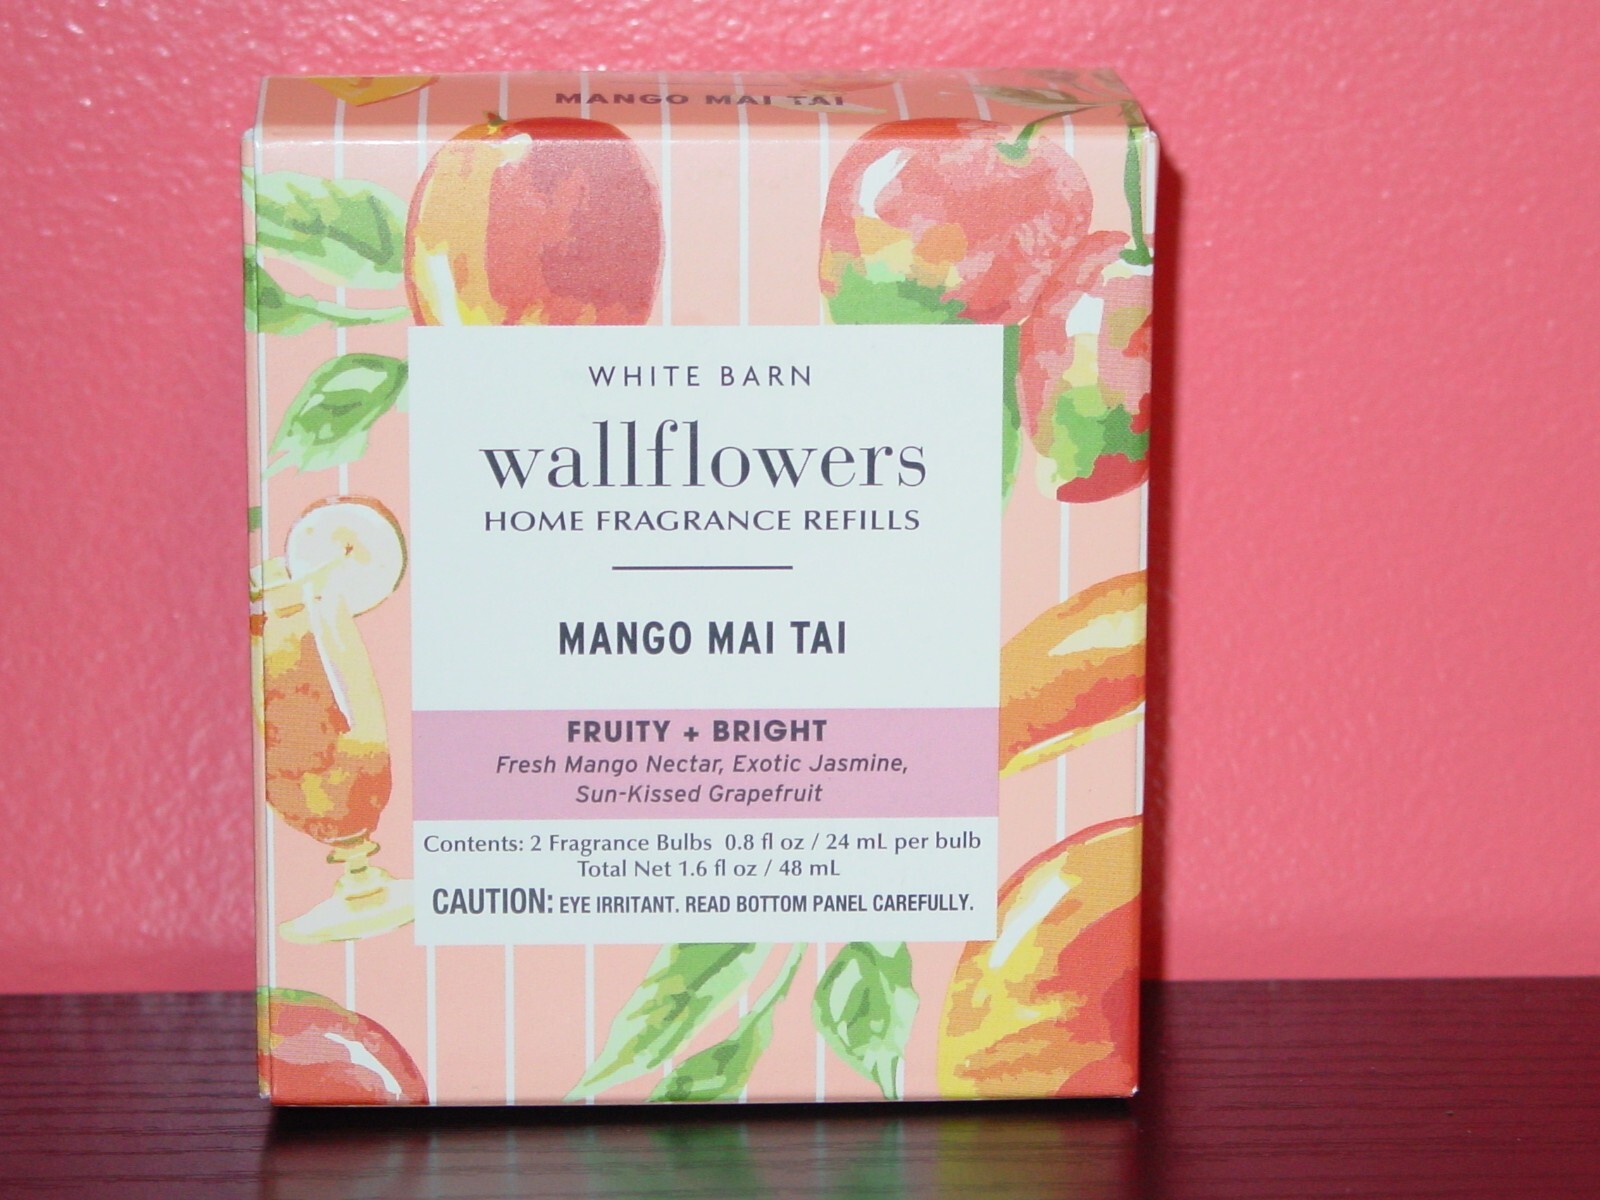 MANGO MAI TAI
WHITE BARN
wallflowers
HOME FRAGRANCE REFILLS
MANGO MAI TAI
FRUITY + BRIGHT
Fresh Mango Nectar, Exotic Jasmine,
Sun-Kissed Grapefruit
Contents: 2 Fragrance Bulbs 0.8 fl oz / 24 mL per bulb
Total Net 1.6 fl oz / 48 mL
CAUTION: EYE IRRITANT. READ BOTTOM PANEL CAREFULLY.